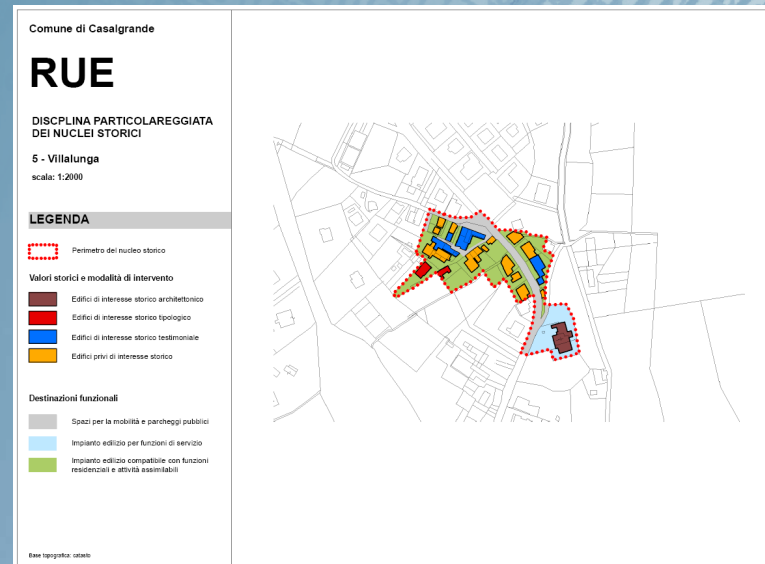 Comune di Casalgrande
RUE
DISCPLINA PARTICOLAREGGIATA
DEI NUCLEI STORICI
5 - Villalunga
scala: 1:2000
LEGENDA
Perimetro del nucleo storico
Valori storici e modalità di intervento
Edifici di interesse storico architettonico
Edifici di interesse storico tipologico
Edifici di interesse storico testimoniale
Edifici privi di interesse storico
Destinazioni funzionali
Spazi per la mobilità e parcheggi pubblici
Impianto edilizio per funzioni di servizio
Impianto edilizio compatibile con funzioni
residenziali e attività assimilabili
Base topografica: catasto